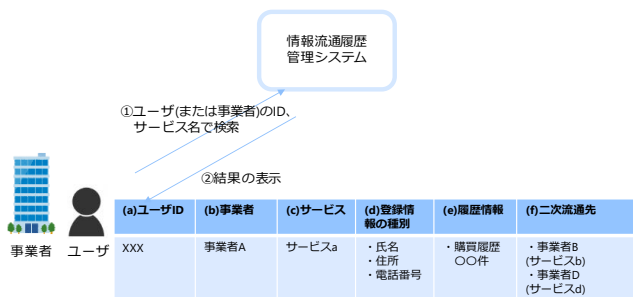 情報流通履歴
管理システム
①ユーザ(または事業者)のID、
サービス名で検索
②結果の表示
事業者
ユーザ
(a)ユーザID
(b)事業者
(c)サービス
(d)登録情
報の種別
(e)履歴情報
(f)二次流通先
XXX
事業者A
サービスa
・氏名
・住所
・電話番号
・購買履歴
〇〇件
・事業者B
(サービスb)
・事業者D
(サービスd)